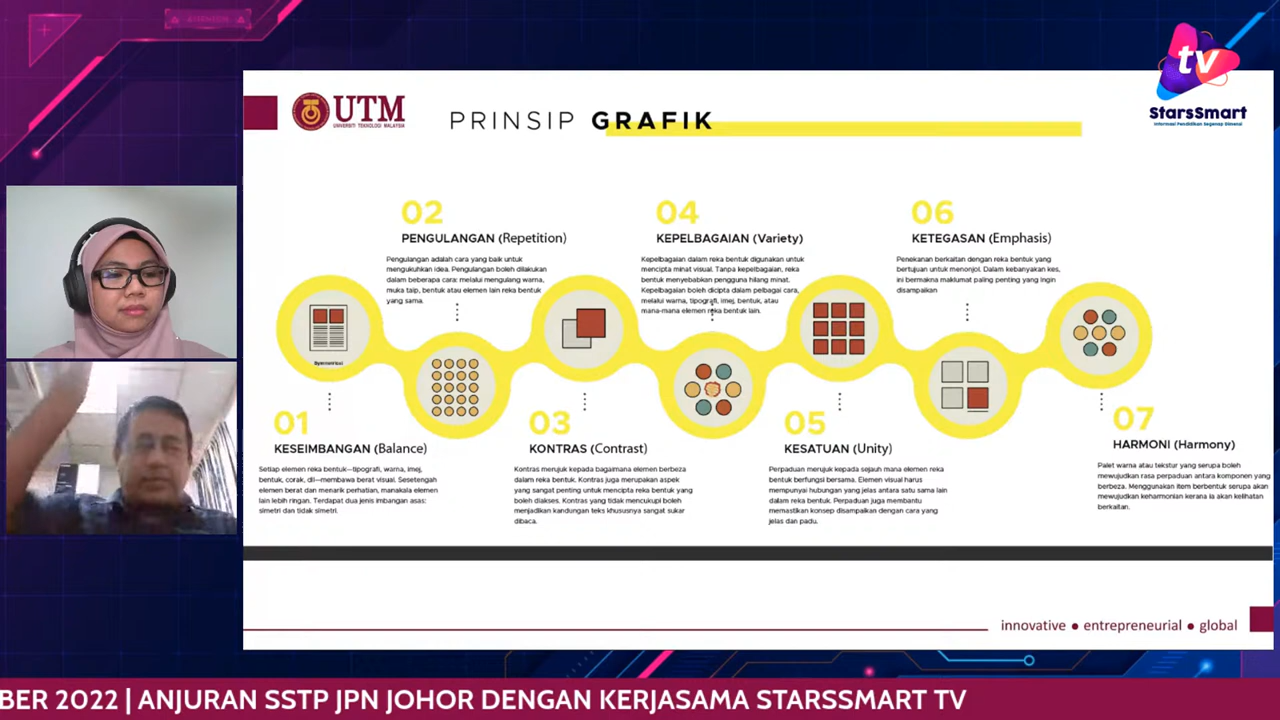 tv
StarsSmart
Informasi Pendidikan Segenap Dimensi
UTM
UNIVERSITI TEKNOLOGI MALAYSIA
PRINSIP GRAFIK
02
PENGULANGAN (Repetition)
Pengulangan adalah cara yang baik untuk
mengukuhkan idea. Pengulangan boleh dilakukan
dalam beberapa cara: melalui mengulang warna,
muka taip, bentuk atau elemen lain reka bentuk
yang sama.
04
KEPELBAGAIAN (Variety)
Kepelbagaian dalam reka bentuk digunakan untuk
mencipta minat visual. Tanpa kepelbagaian, reka
bentuk menyebabkan pengguna hilang minat.
Kepelbagaian boleh dicipta dalam pelbagai cara,
melalui warna, tipografi, imej, bentuk, atau
mana-mana elemen reka bentuk lain.
06
KETEGASAN (Emphasis)
Penekanan berkaitan dengan reka bentuk yang
bertujuan untuk menonjol. Dalam kebanyakan kes,
ini bermakna maklumat paling penting yang ingin
disampaikan
01
KESEIMBANGAN (Balance)
Setiap elemen reka bentuk—tipografi, warna, imej,
bentuk, corak, dll—membawa berat visual. Sesetengah
elemen berat dan menarik perhatian, manakala elemen
lain lebih ringan. Terdapat dua jenis imbangan asas:
simetri dan tidak simetri.
03
KONTRAS (Contrast)
Kontras merujuk kepada bagaimana elemen berbeza
dalam reka bentuk. Kontras juga merupakan aspek
yang sangat penting untuk mencipta reka bentuk yang
boleh diakses. Kontras yang tidak mencukupi boleh
menjadikan kandungan teks khususnya sangat sukar
dibaca.
05
KESATUAN (Unity)
Perpaduan merujuk kepada sejauh mana elemen reka
bentuk berfungsi bersama. Elemen visual harus
mempunyai hubungan yang jelas antara satu sama lain
dalam reka bentuk. Perpaduan juga membantu
memastikan konsep disampaikan dengan cara yang
jelas dan padu.
07
HARMONI (Harmony)
Palet warna atau tekstur yang serupa boleh
mewujudkan rasa perpaduan antara komponen yang
berbeza. Menggunakan item berbentuk serupa akan
mewujudkan keharmonian kerana ia akan kelihatan
berkaitan.
innovative ● entrepreneurial ● global
BER 2022 | ANJURAN SSTP JPN JOHOR DENGAN KERJASAMA STARSSMART TV